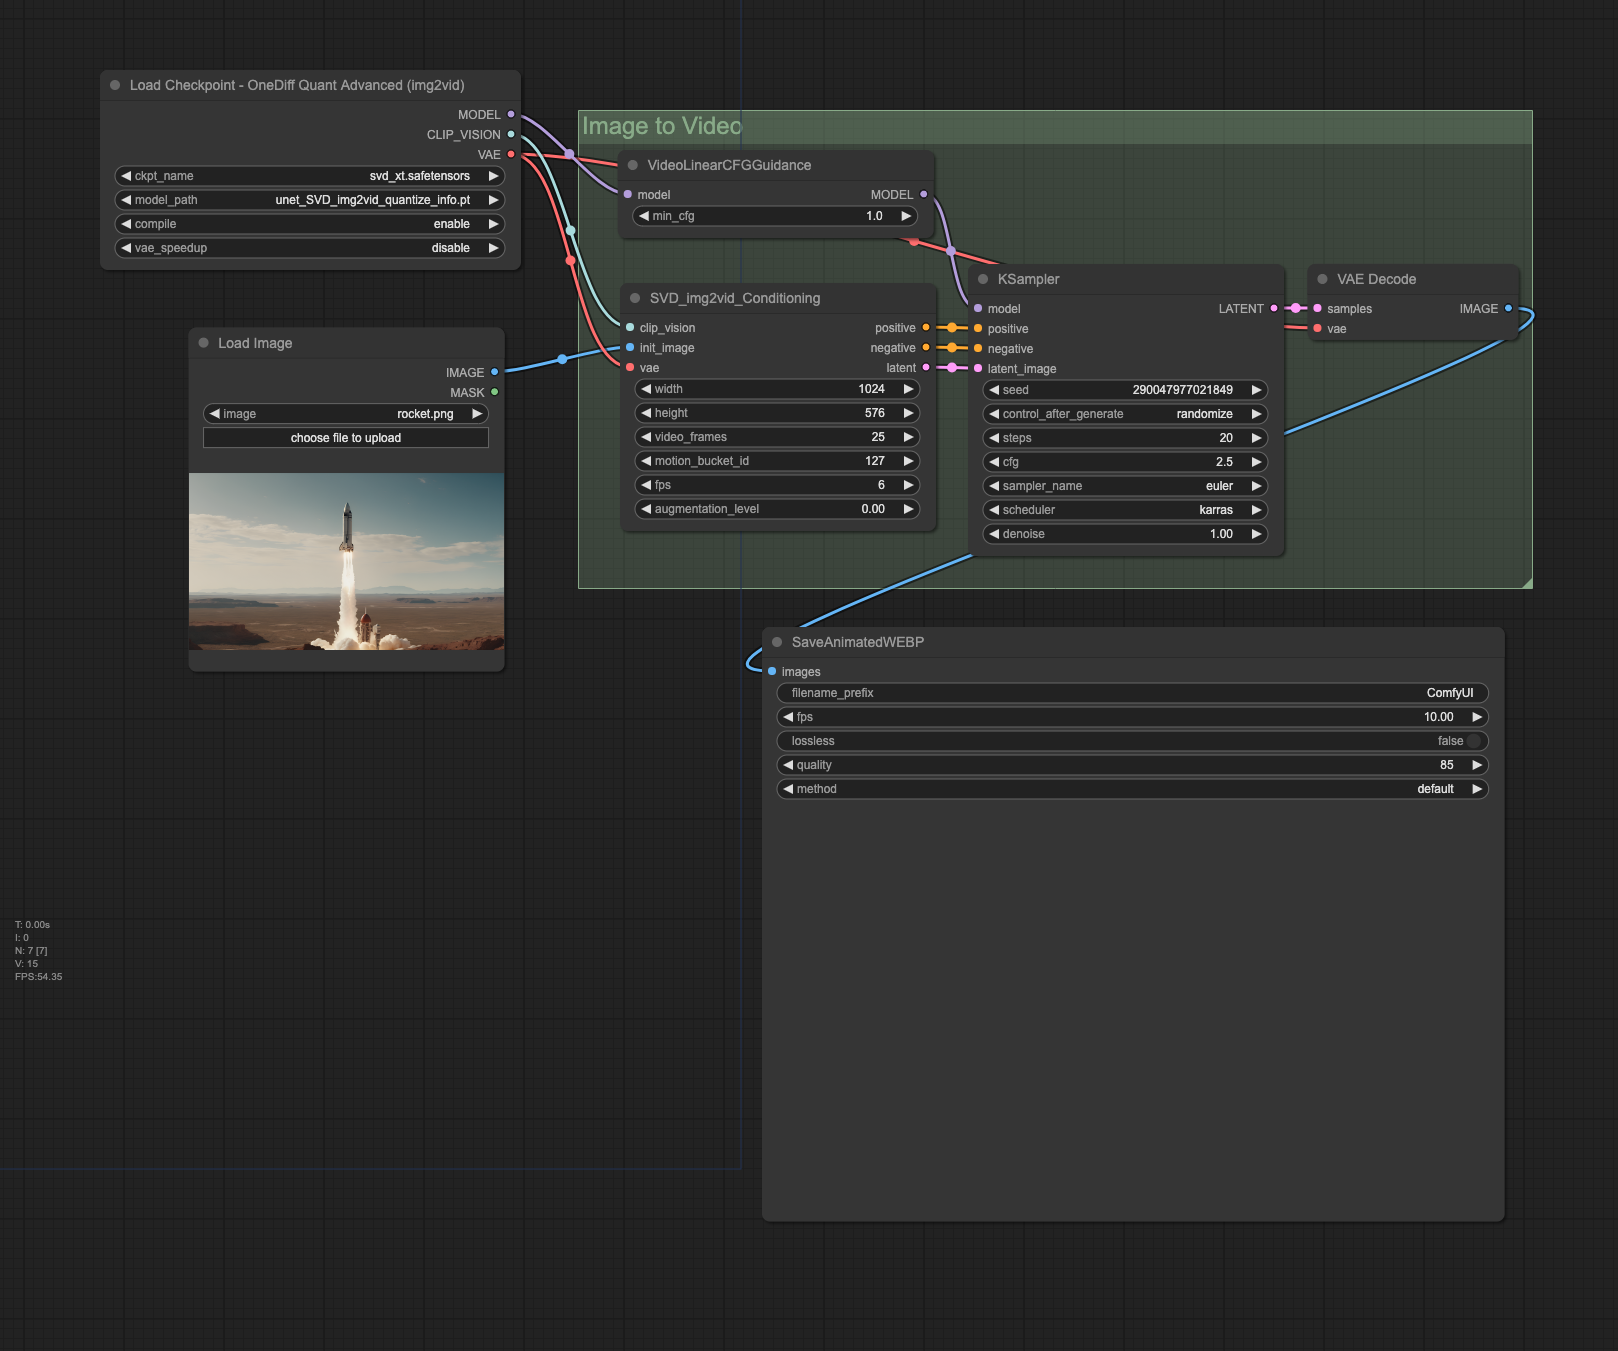 Load Checkpoint - OneDiff Quant Advanced (img2vid)
MODEL
CLIP_VISION
VAE
ckpt_name svd_xt.safetensors
model_path unet_SVD_img2vid_quantize_info.pt
compile enable
vae_speedup disable
Load Image
IMAGE
MASK
image rocket.png
choose file to upload
Image to Video
VideoLinearCFGGuidance
model MODEL
min_cfg 1.0
SVD_img2vid_Conditioning
clip_vision positive
init_image negative
vae latent
width 1024
height 576
video_frames 25
motion_bucket_id 127
fps 6
augmentation_level 0.00
KSampler
model LATENT
positive
negative
latent_image
seed 290047977021849
control_after_generate randomize
steps 20
cfg 2.5
sampler_name euler
scheduler karras
denoise 1.00
VAE Decode
samples IMAGE
vae
SaveAnimatedWEBP
images
filename_prefix ComfyUI
fps 10.00
lossless false
quality 85
method default
T: 0.00s
I: 0
N: 7 [7]
V: 15
FPS:54.35